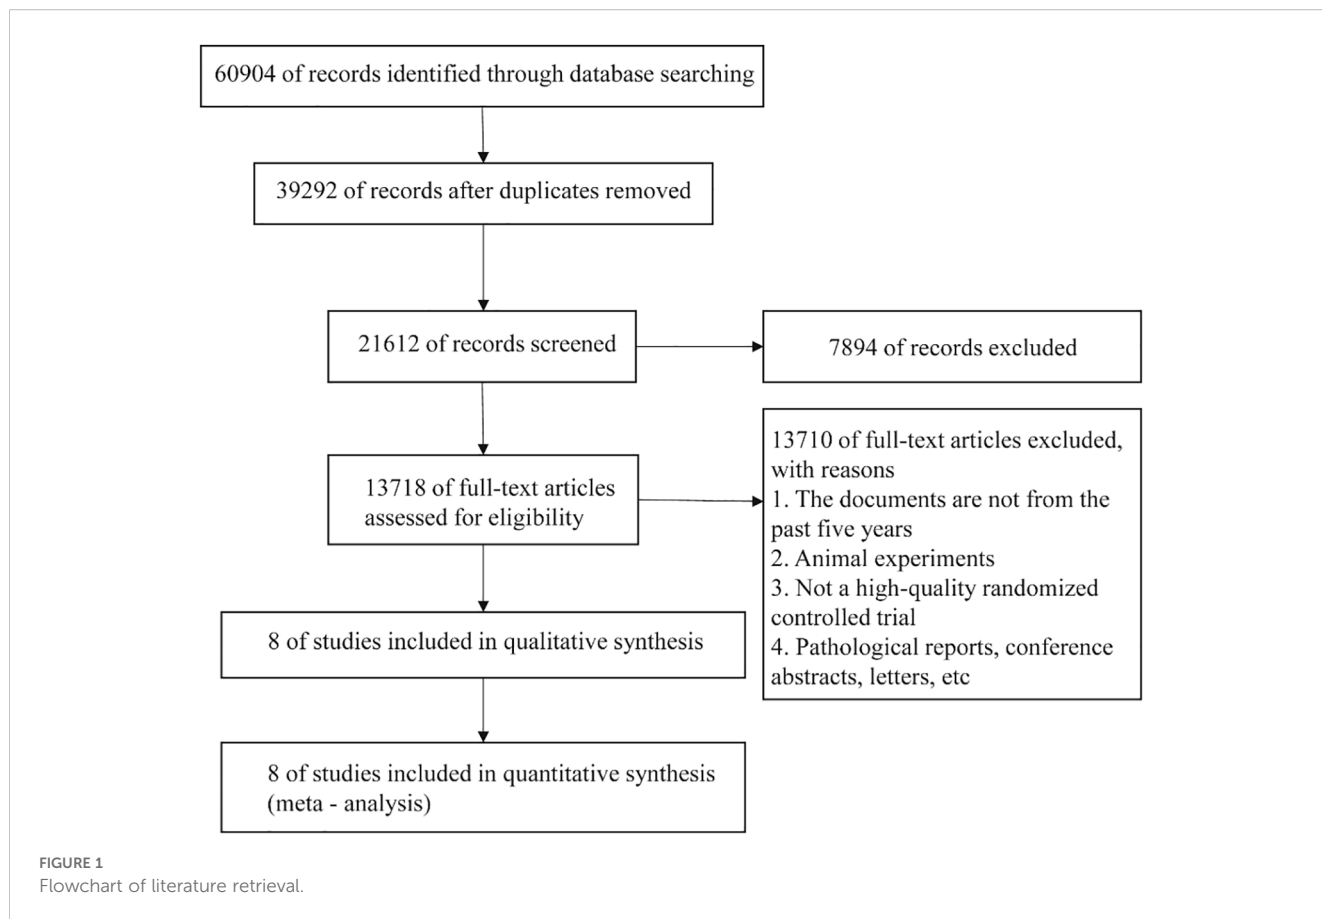 60904 of records identified through database searching
39292 of records after duplicates removed
21612 of records screened
7894 of records excluded
13718 of full-text articles
assessed for eligibility
13710 of full-text articles excluded,
with reasons
1. The documents are not from the
past five years
2. Animal experiments
3. Not a high-quality randomized
controlled trial
4. Pathological reports, conference
abstracts, letters, etc
8 of studies included in qualitative synthesis
8 of studies included in quantitative synthesis
(meta - analysis)
FIGURE 1
Flowchart of literature retrieval.